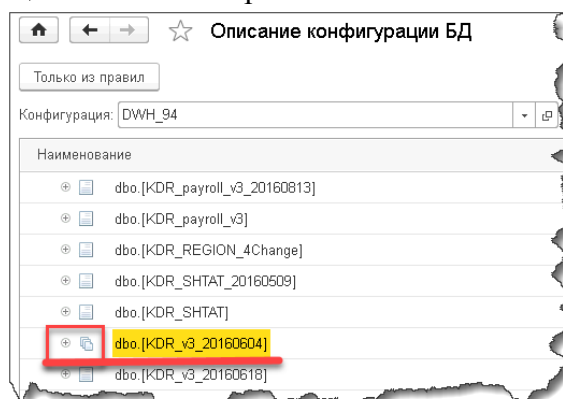 Описание конфигурации БД
Только из правил
Конфигурация: DWH_94
Наименование
dbo.[KDR_payroll_v3_20160813]
dbo.[KDR_payroll_v3]
dbo.[KDR_REGION_4Change]
dbo.[KDR_SHTAT_20160509]
dbo.[KDR_SHTAT]
dbo.[KDR_v3_20160604]
dbo.[KDR_v3_20160618]